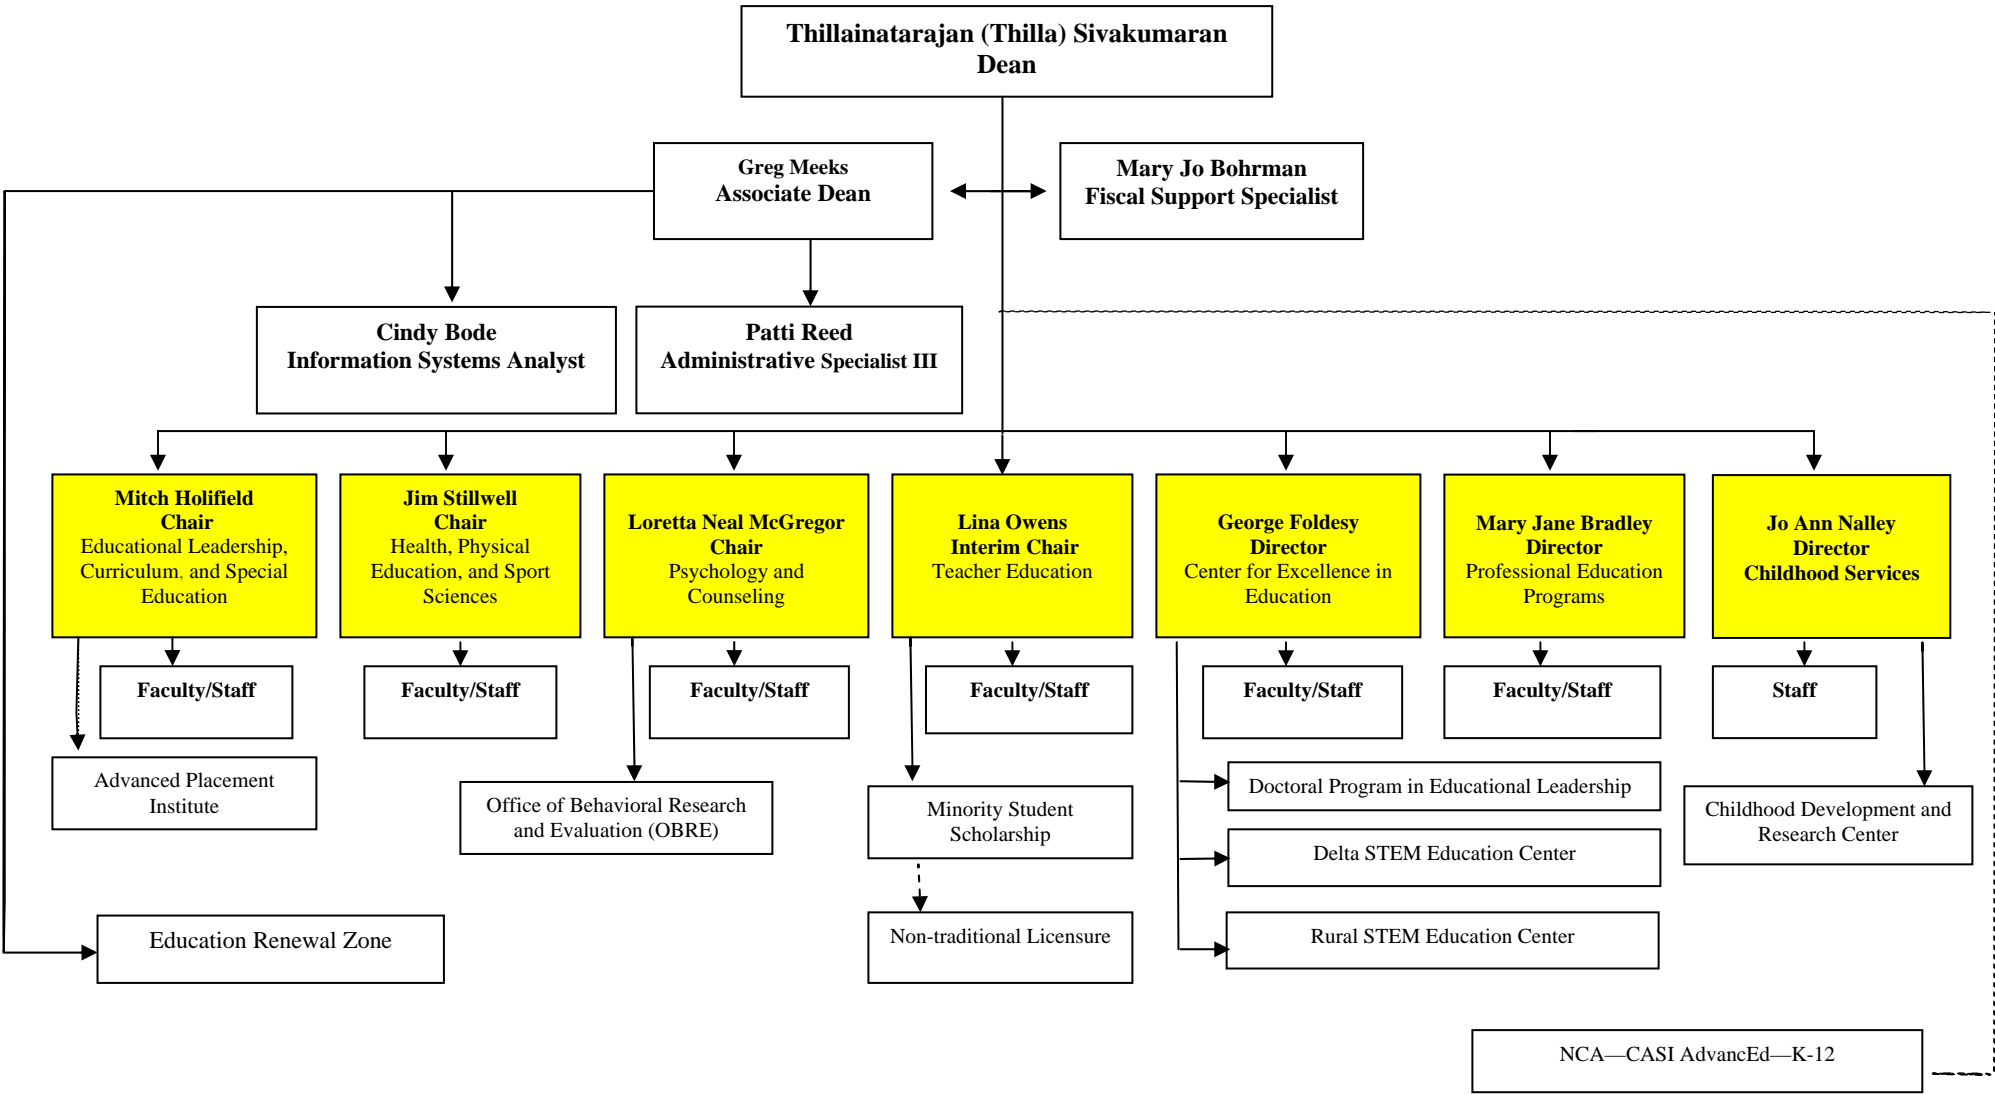 Thillainatarajan (Thilla) Sivakumaran
Dean
Greg Meeks
Associate Dean
Mary Jo Bohrman
Fiscal Support Specialist
Cindy Bode
Information Systems Analyst
Patti Reed
Administrative Specialist III
Mitch Holifield
Chair
Educational Leadership,
Curriculum, and Special
Education
Jim Stillwell
Chair
Health, Physical
Education, and Sport
Sciences
Loretta Neal McGregor
Chair
Psychology and
Counseling
Lina Owens
Interim Chair
Teacher Education
George Foldesy
Director
Center for Excellence in
Education
Mary Jane Bradley
Director
Professional Education
Programs
Jo Ann Nalley
Director
Childhood Services
Faculty/Staff
Faculty/Staff
Faculty/Staff
Faculty/Staff
Faculty/Staff
Faculty/Staff
Staff
Advanced Placement
Institute
Office of Behavioral Research
and Evaluation (OBRE)
Minority Student
Scholarship
Doctoral Program in Educational Leadership
Childhood Development and
Research Center
Delta STEM Education Center
Education Renewal Zone
Non-traditional Licensure
Rural STEM Education Center
NCA—CASI AdvancEd—K-12